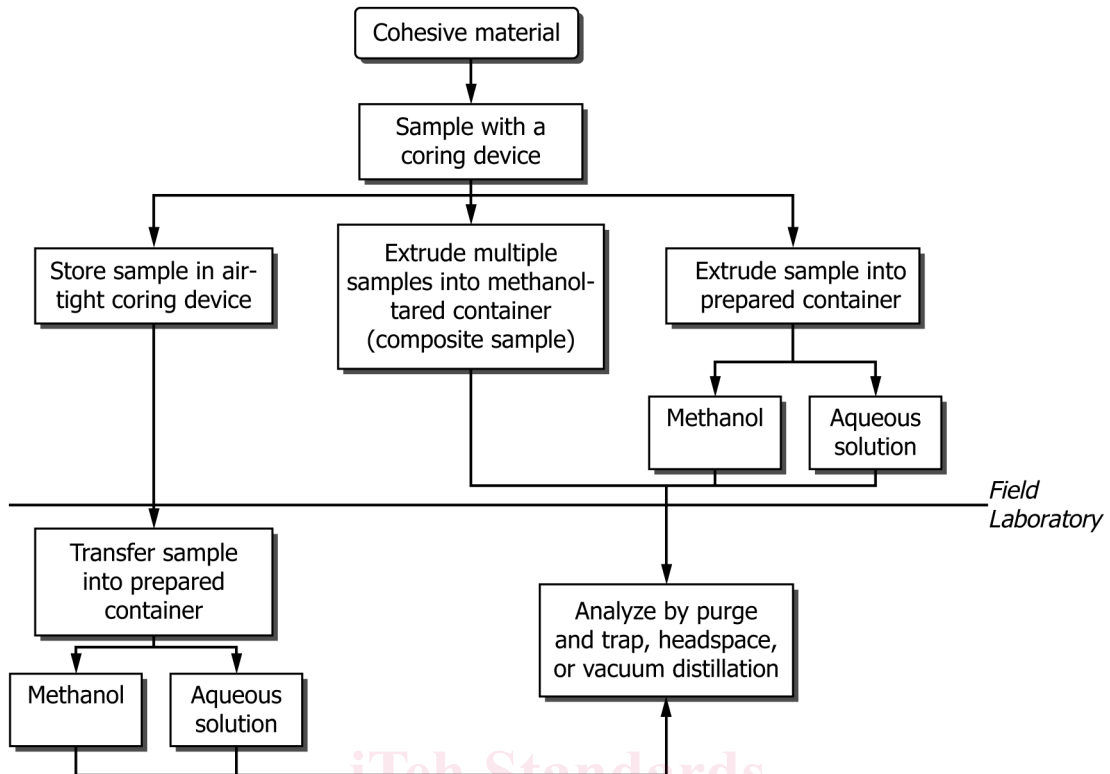 Cohesive material
Sample with a
coring device
Store sample in air-
tight coring device
Extrude multiple
samples into methanol-
tared container
(composite sample)
Extrude sample into
prepared container
Methanol
Aqueous
solution
Field
Laboratory
Transfer sample
into prepared
container
Analyze by purge
and trap, headspace,
or vacuum distillation
Methanol
Aqueous
solution
iTeh Standards